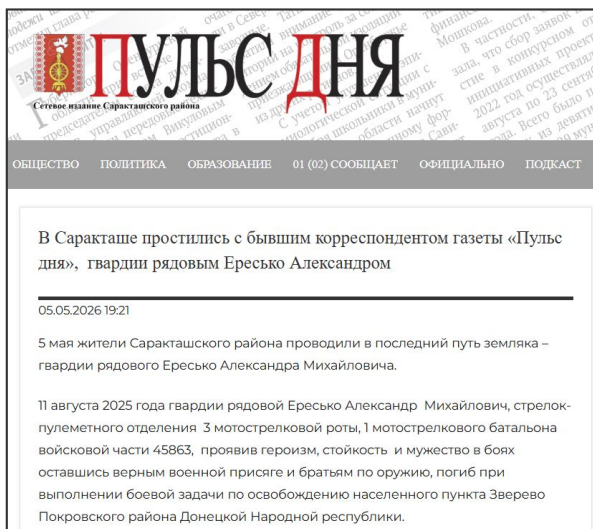 ПУЛЬС ДНЯ
Сетевое издание Саракташского района
ОБЩЕСТВО ПОЛИТИКА ОБРАЗОВАНИЕ 01 (02) СООБЩАЕТ ОФИЦИАЛЬНО ПОДКАСТ
В Саракташе простились с бывшим корреспондентом газеты «Пульс
дня», гвардии рядовым Ересько Александром
05.05.2026 19:21
5 мая жители Саракташского района проводили в последний путь земляка –
гвардии рядового Ересько Александра Михайловича.
11 августа 2025 года гвардии рядовой Ересько Александр Михайлович, стрелок-
пулеметного отделения 3 мотострелковой роты, 1 мотострелкового батальона
войсковой части 45863, проявив героизм, стойкость и мужество в боях
оставшись верным военной присяге и братьям по оружию, погиб при
выполнении боевой задачи по освобождению населенного пункта Зверево
Покровского района Донецкой Народной республики.